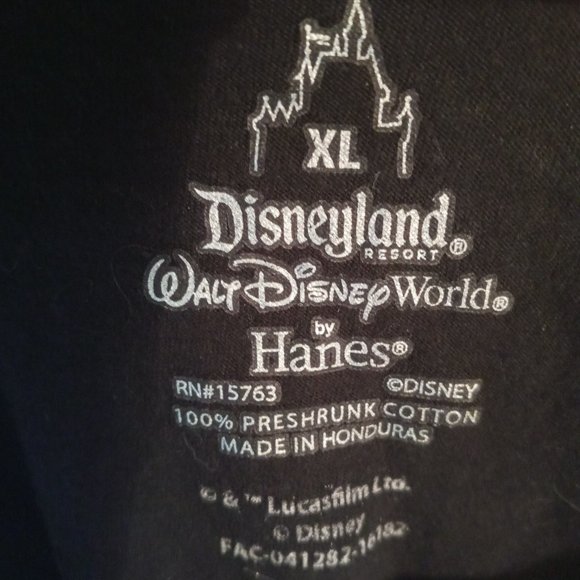 XL
Disneyland
RESORT®
WALT DISNEY World®
by
Hanes®
RN#15763 ©DISNEY
100% PRESHRUNK COTTON
MADE IN HONDURAS
© & ™ Lucasfilm Ltd.
© Disney
FAC-041282-16182